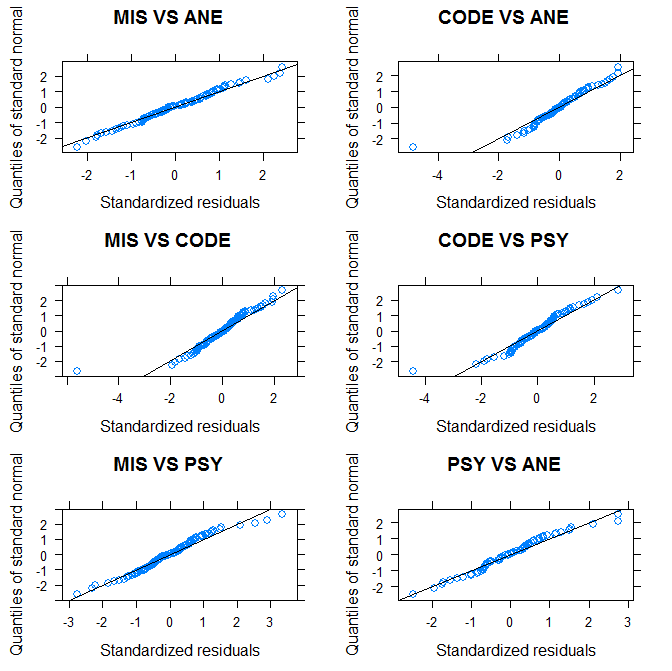 MIS VS ANE
CODE VS ANE
Quantiles of standard normal
2
1
0
-1
-2
-2 -1 0 1 2
Standardized residuals
Quantiles of standard normal
2
1
0
-1
-2
-4 -2 0 2
Standardized residuals
MIS VS CODE
CODE VS PSY
Quantiles of standard normal
2
1
0
-1
-2
-4 -2 0 2
Standardized residuals
Quantiles of standard normal
2
1
0
-1
-2
-4 -2 0 2
Standardized residuals
MIS VS PSY
PSY VS ANE
Quantiles of standard normal
2
1
0
-1
-2
-3 -2 -1 0 1 2 3
Standardized residuals
Quantiles of standard normal
2
1
0
-1
-2
-2 -1 0 1 2 3
Standardized residuals